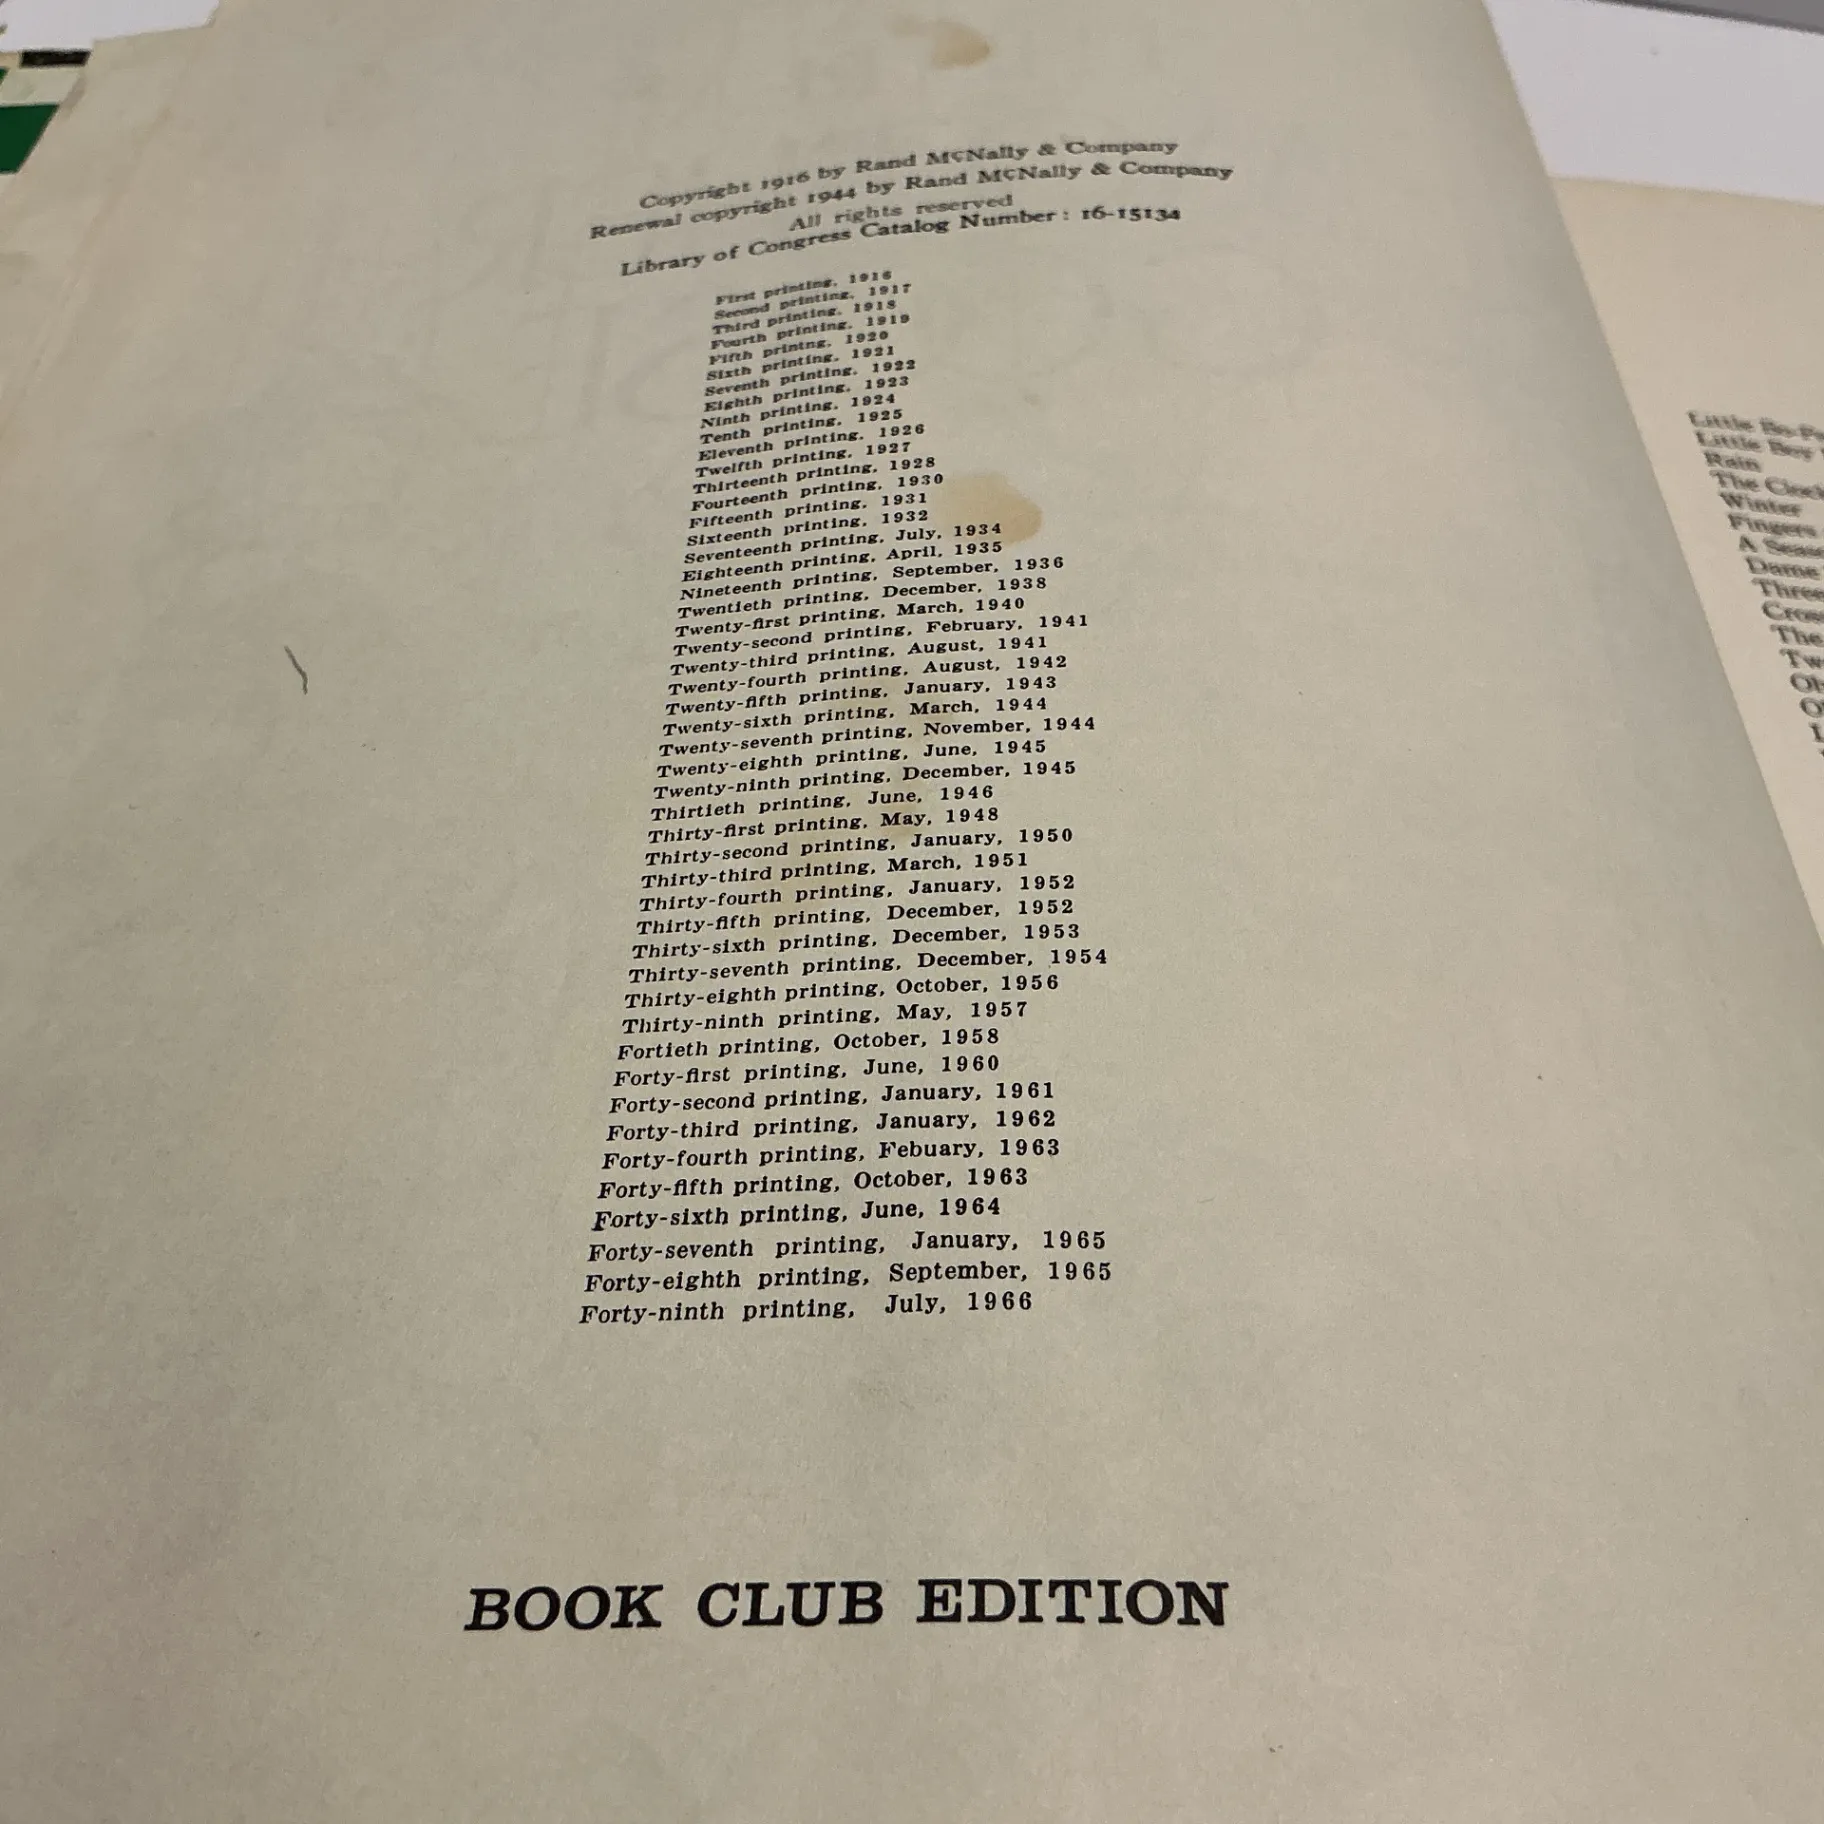 Copyright 1916 by Rand McNally & Company
Renewal copyright 1944 by Rand McNally & Company
All rights reserved
Library of Congress Catalog Number: 16-15134
First printing, 1916
Second printing, 1917
Third printing, 1918
Fourth printing, 1919
Fifth printng, 1920
Sixth printing, 1921
Seventh printing, 1922
Eighth printing, 1923
Ninth printing, 1924
Tenth printing, 1925
Eleventh printing, 1926
Twelfth printing, 1927
Thirteenth printing, 1928
Fourteenth printing, 1930
Fifteenth printing, 1931
Sixteenth printing, 1932
Seventeenth printing, July, 1934
Eighteenth printing, April, 1935
Nineteenth printing, September, 1936
Twentieth printing, December, 1938
Twenty-first printing, March, 1940
Twenty-second printing, February, 1941
Twenty-third printing, August, 1941
Twenty-fourth printing, August, 1942
Twenty-fifth printing, January, 1943
Twenty-sixth printing, March, 1944
Twenty-seventh printing, November, 1944
Twenty-eighth printing, June, 1945
Twenty-ninth printing, December, 1945
Thirtieth printing, June, 1946
Thirty-first printing, May, 1948
Thirty-second printing, January, 1950
Thirty-third printing, March, 1951
Thirty-fourth printing, January, 1952
Thirty-fifth printing, December, 1952
Thirty-sixth printing, December, 1953
Thirty-seventh printing, December, 1954
Thirty-eighth printing, October, 1956
Thirty-ninth printing, May, 1957
Fortieth printing, October, 1958
Forty-first printing, June, 1960
Forty-second printing, January, 1961
Forty-third printing, January, 1962
Forty-fourth printing, Febuary, 1963
Forty-fifth printing, October, 1963
Forty-sixth printing, June, 1964
Forty-seventh printing, January, 1965
Forty-eighth printing, September, 1965
Forty-ninth printing, July, 1966
BOOK CLUB EDITION
Little
Little Boy
Rain
The
Winter
Fingers
A
Dame
Three
The